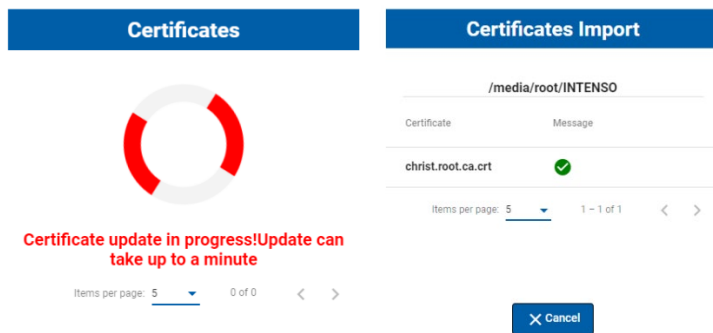 Certificates
Certificate update in progress!Update can
take up to a minute
Items per page: 5
0 of 0
Certificates Import
/media/root/INTENSO
Certificate Message
christ.root.ca.crt
Items per page: 5
1 – 1 of 1
Cancel